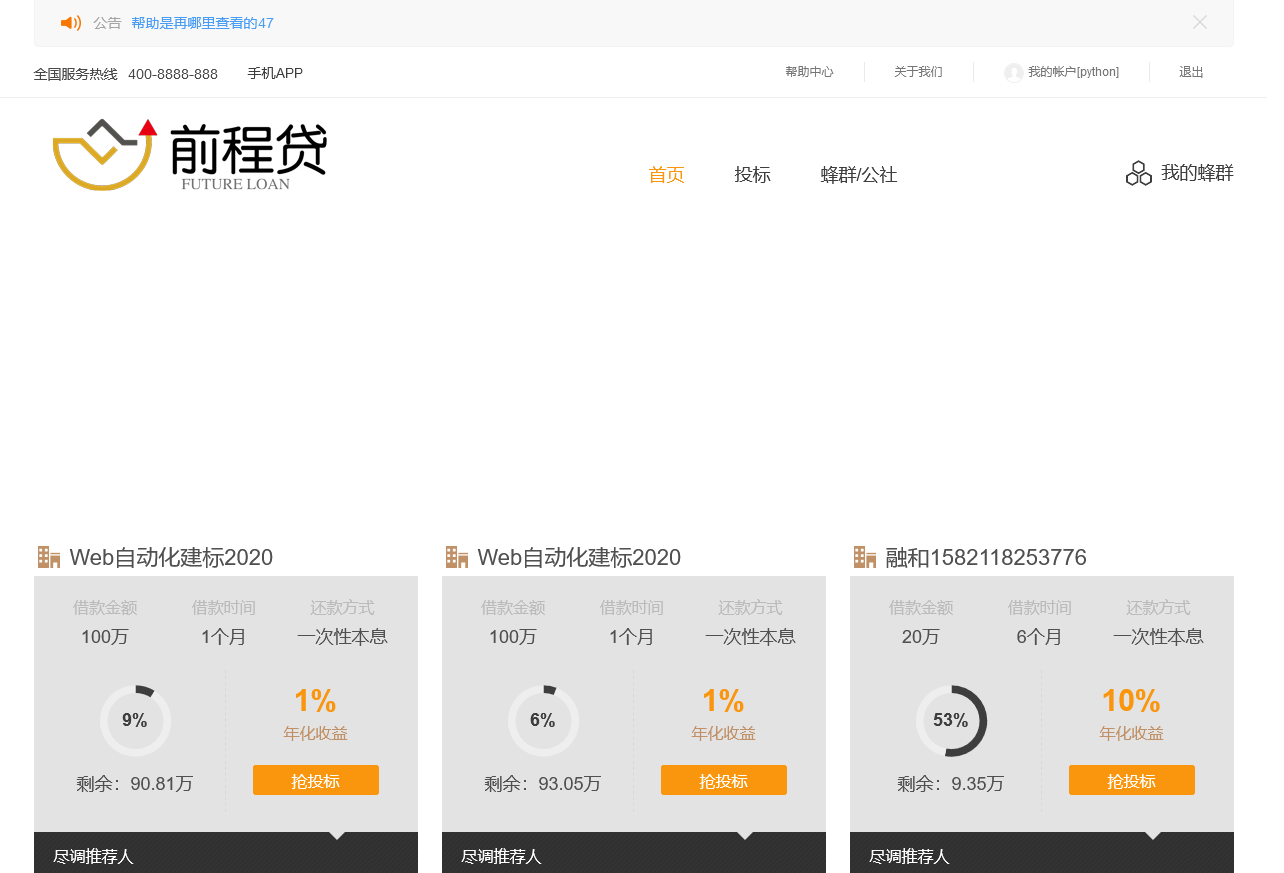 公告 帮助是再哪里查看的47
全国服务热线 400-8888-888 手机APP 帮助中心 关于我们 我的帐户[python] 退出
前程贷
FUTURE LOAN
首页 投标 蜂群/公社 我的蜂群
Web自动化建标2020 Web自动化建标2020 融和1582118253776
借款金额 借款时间 还款方式 借款金额 借款时间 还款方式 借款金额 借款时间 还款方式
100万 1个月 一次性本息 100万 1个月 一次性本息 20万 6个月 一次性本息
9% 1% 6% 1% 53% 10%
年化收益 年化收益 年化收益
剩余：90.81万 抢投标 剩余：93.05万 抢投标 剩余：9.35万 抢投标
尽调推荐人 尽调推荐人 尽调推荐人